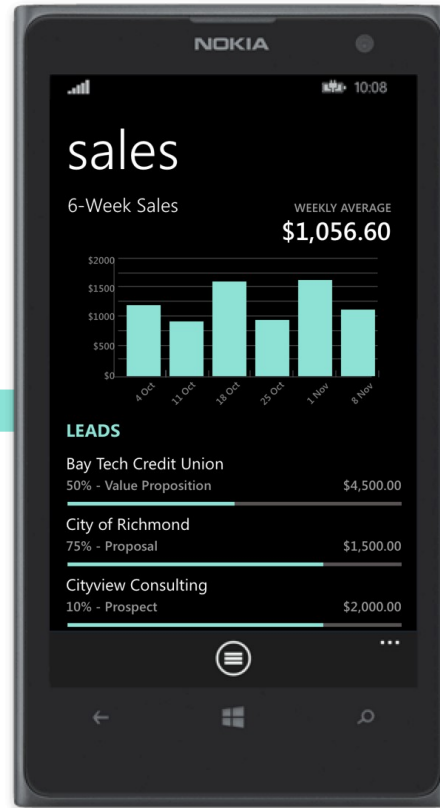 NOKIA
10:08
sales
6-Week Sales
WEEKLY AVERAGE
$1,056.60
$2000
$1500
$1000
$500
$0
4 Oct 11 Oct 18 Oct 25 Oct 1 Nov 8 Nov
LEADS
Bay Tech Credit Union
50% - Value Proposition $4,500.00
City of Richmond
75% - Proposal $1,500.00
Cityview Consulting
10% - Prospect $2,000.00